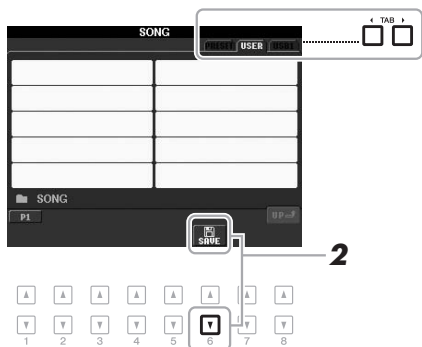 SONG
PRESET USER USB1
TAB
SONG
P1
UP
SAVE
2
1 2 3 4 5 6 7 8